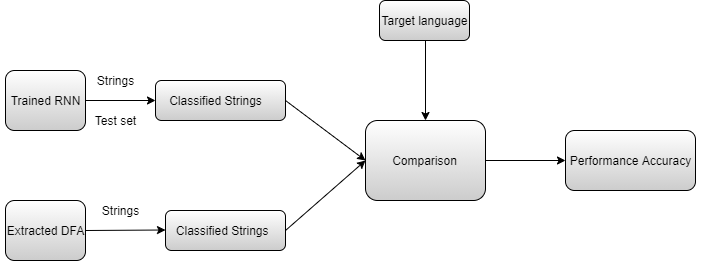 Target language
Strings
Trained RNN
Classified Strings
Test set
Comparison
Performance Accuracy
Strings
Extracted DFA
Classified Strings